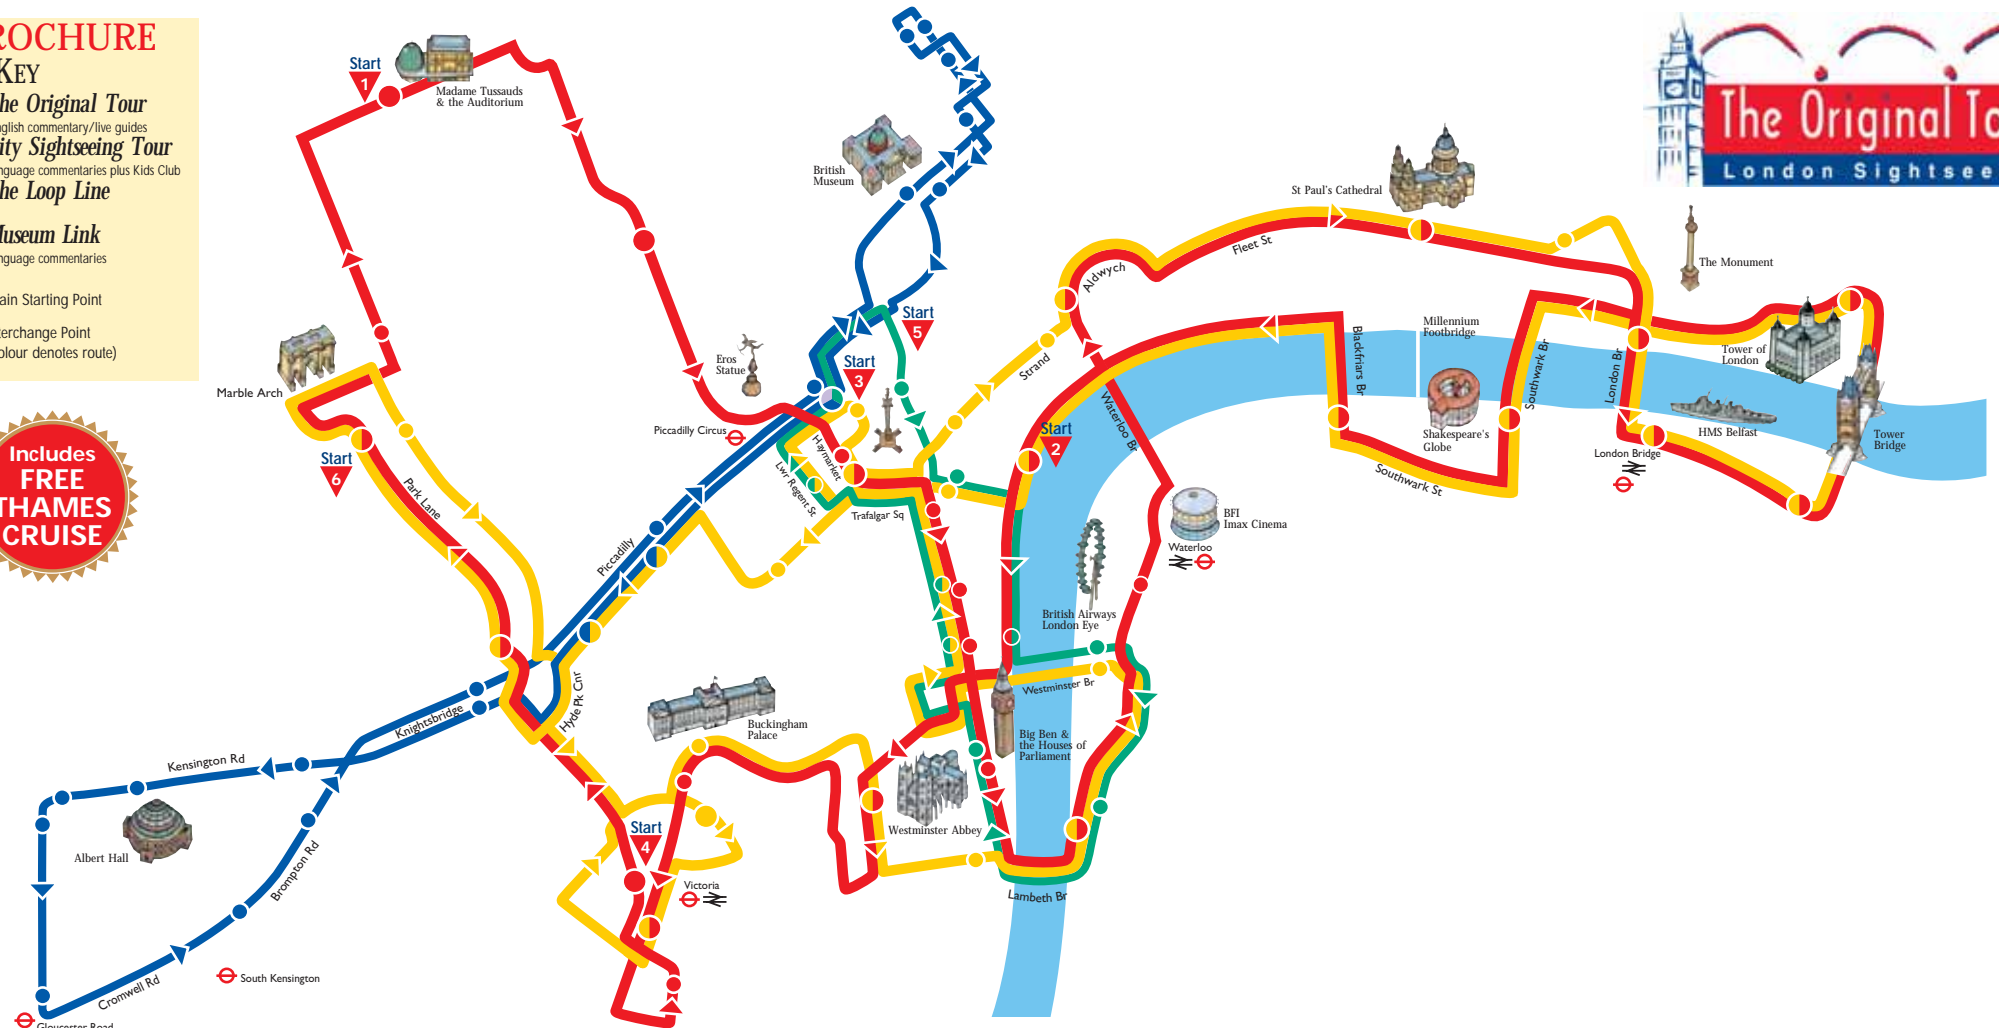 ROCHURE
KEY
he Original Tour
nglish commentary/live guides
ity Sightseeing Tour
nguage commentaries plus Kids Club
he Loop Line
Museum Link
nguage commentaries
ain Starting Point
terchange Point
olour denotes route)
Includes
FREE
THAMES
CRUISE
Start
1
Madame Tussauds
& the Auditorium
British
Museum
St Paul's Cathedral
The Original To
London Sightsee
The Monument
Fleet St
Aldwych
Marble Arch
Start
6
Park Lane
Eros
Statue
Piccadilly Circus
Start
5
Start
3
Haymarket
Lwr Regent St
Trafalgar Sq
Strand
Start
2
Waterloo Br
Blackfriars Br
Millennium
Footbridge
Shakespeare's
Globe
Southwark Br
Southwark St
London Br
London Bridge
HMS Belfast
Tower of
London
Tower
Bridge
BFI
Imax Cinema
Waterloo
British Airways
London Eye
Westminster Br
Piccadilly
Hyde Pk Cnr
Knightsbridge
Kensington Rd
Albert Hall
Brompton Rd
Cromwell Rd
South Kensington
Gloucester Road
Buckingham
Palace
Big Ben &
the Houses of
Parliament
Westminster Abbey
Start
4
Victoria
Lambeth Br